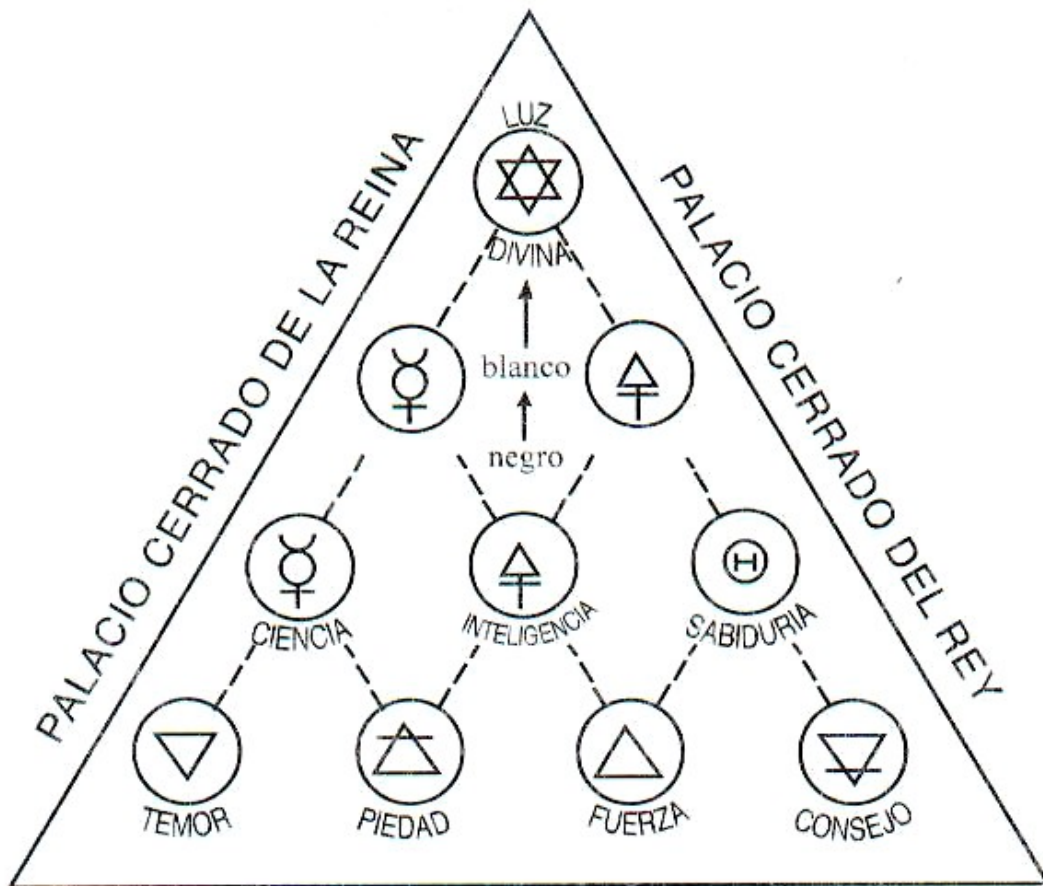 PALACIO CERRADO DE LA REINA
PALACIO CERRADO DEL REY
LUZ
DIVINA
blanco
negro
CIENCIA
INTELIGENCIA
SABIDURIA
TEMOR
PIEDAD
FUERZA
CONSEJO